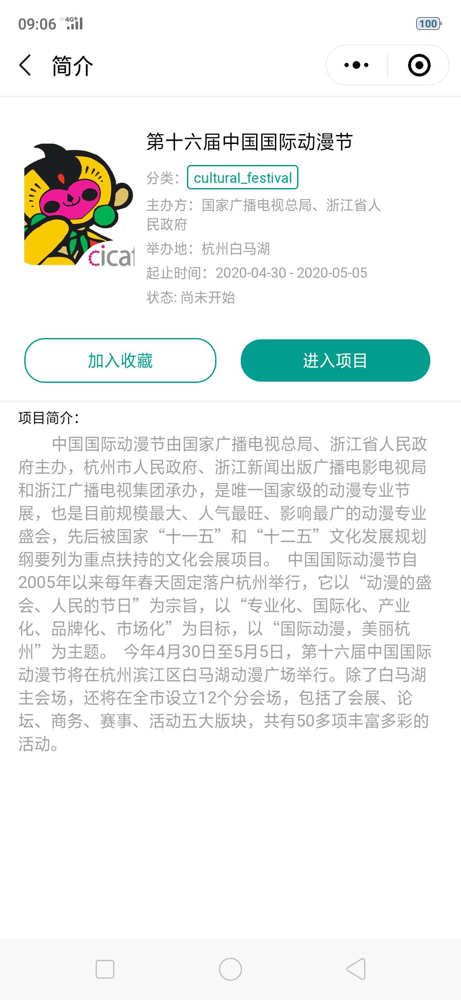 09:06 4G+ 100
简介
第十六届中国国际动漫节
分类：cultural_festival
主办方：国家广播电视总局、浙江省人
民政府
举办地：杭州白马湖
起止时间：2020-04-30 - 2020-05-05
状态: 尚未开始
cicaf
加入收藏 进入项目
项目简介：
中国国际动漫节由国家广播电视总局、浙江省人民政
府主办，杭州市人民政府、浙江新闻出版广播电影电视局
和浙江广播电视集团承办，是唯一国家级的动漫专业节
展，也是目前规模最大、人气最旺、影响最广的动漫专业
盛会，先后被国家“十一五”和“十二五”文化发展规划
纲要列为重点扶持的文化会展项目。 中国国际动漫节自
2005年以来每年春天固定落户杭州举行，它以“动漫的盛
会、人民的节日”为宗旨，以“专业化、国际化、产业
化、品牌化、市场化”为目标，以“国际动漫，美丽杭
州”为主题。 今年4月30日至5月5日，第十六届中国国际
动漫节将在杭州滨江区白马湖动漫广场举行。除了白马湖
主会场，还将在全市设立12个分会场，包括了会展、论
坛、商务、赛事、活动五大版块，共有50多项丰富多彩的
活动。